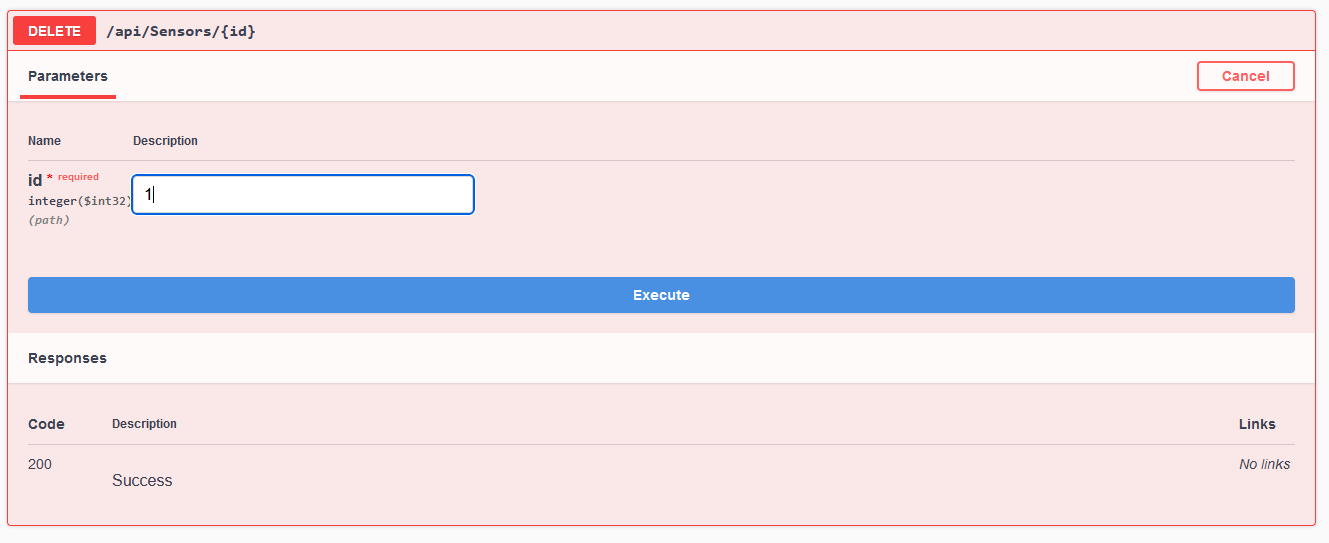 DELETE /api/Sensors/{id}
Parameters Cancel
Name Description
id * required
integer($int32) 1
(path)
Execute
Responses
Code Description Links
200 No links
Success